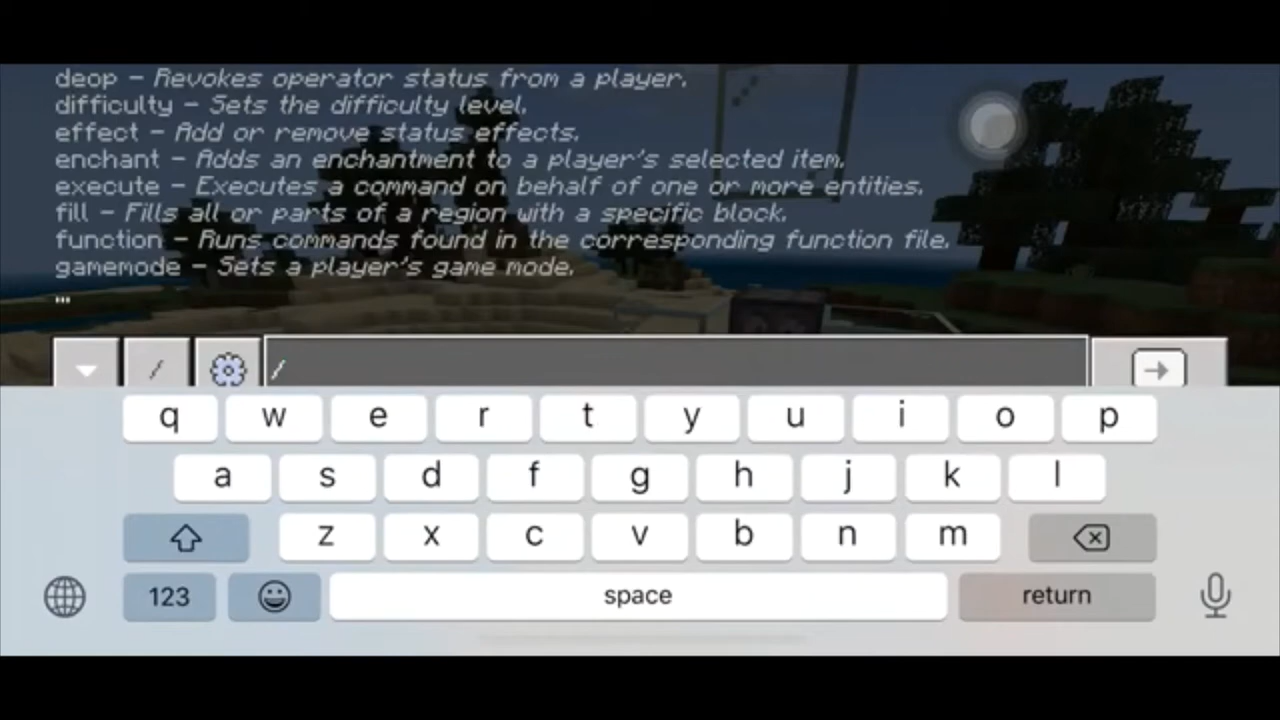 deop – Revokes operator status from a player.
difficulty – Sets the difficulty level.
effect – Add or remove status effects.
enchant – Adds an enchantment to a player's selected item.
execute – Executes a command on behalf of one or more entities.
fill – Fills all or parts of a region with a specific block.
function – Runs commands found in the corresponding function file.
gamemode – Sets a player's game mode.
...
/ /
q w e r t y u i o p
a s d f g h j k l
z x c v b n m
123 space return